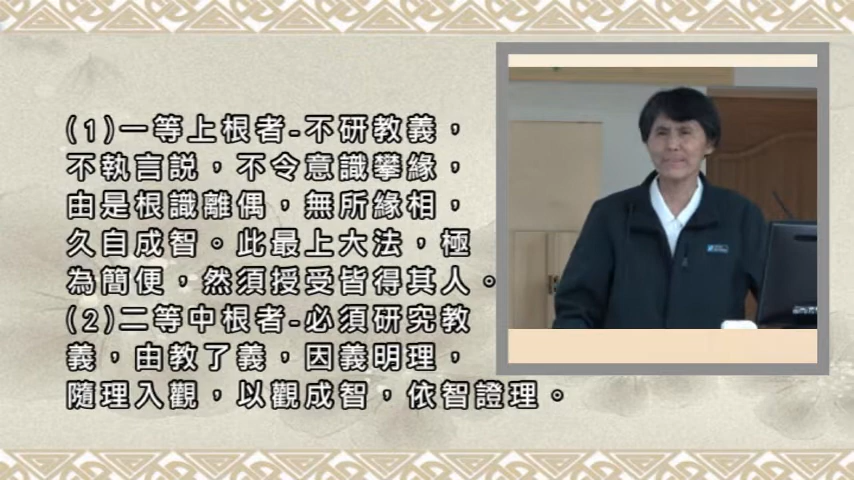 (1)一等上根者-不研教義，
不執言説，不令意識攀緣，
由是根識離偶，無所緣相，
久自成智。此最上大法，極
為簡便，然須授受皆得其人。
(2)二等中根者-必須研究教
義，由教了義，因義明理，
隨理入觀，以觀成智，依智證理。